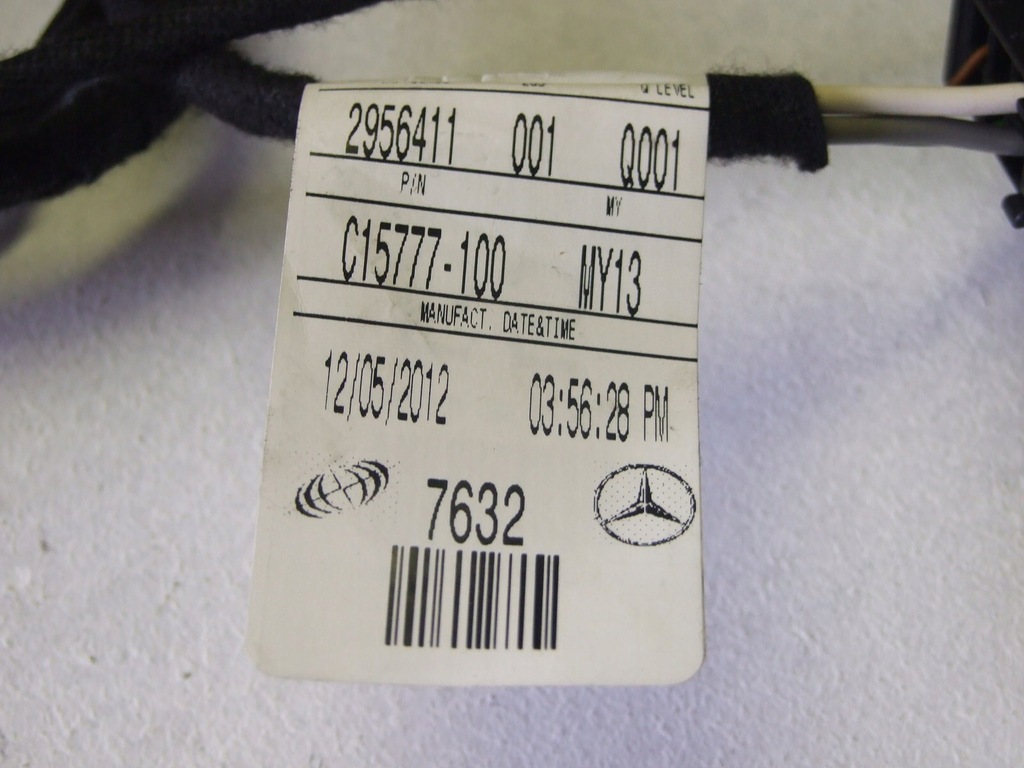 Q LEVEL
2956411 001 Q001
P/N MY
C15777-100 MY13
MANUFACT. DATE&TIME
12/05/2012 03:56:28 PM
7632